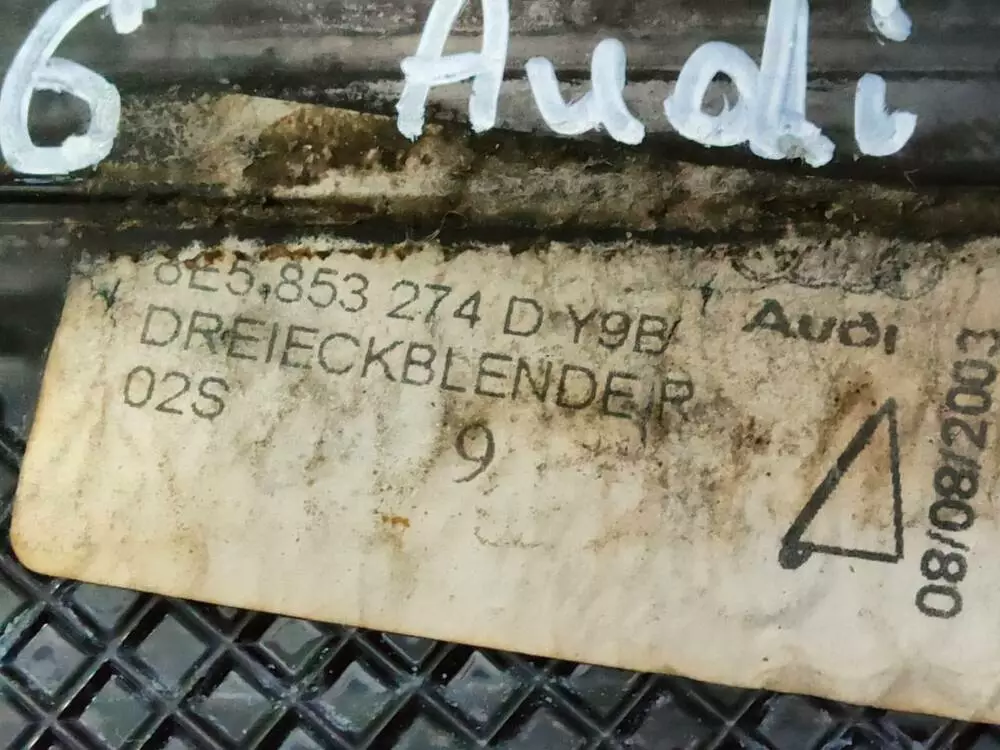 6 Audi
8E5.853 274 D Y9B
DREIECKBLENDE R
02S
9
Audi
08/08/2003